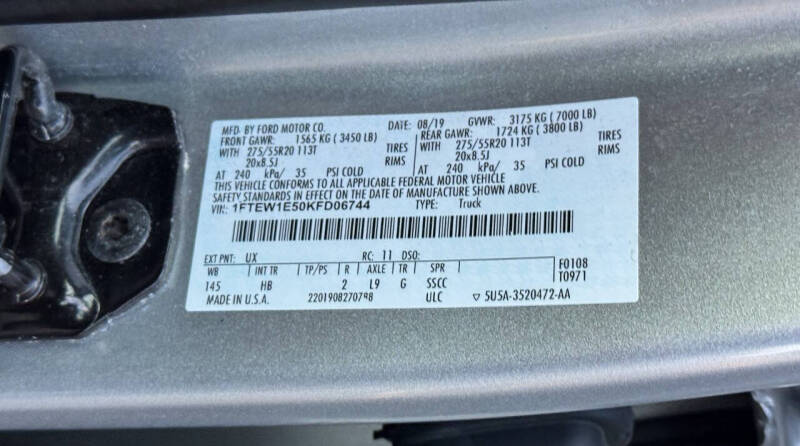 MFD. BY FORD MOTOR CO. DATE: 08/19 GVWR: 3175 KG (7000 LB)
FRONT GAWR: 1565 KG (3450 LB) REAR GAWR: 1724 KG (3800 LB)
WITH 275/55R20 113T TIRES WITH 275/55R20 113T TIRES
20x8.5J RIMS 20x8.5J RIMS
AT 240 kPa/ 35 PSI COLD AT 240 kPa/ 35 PSI COLD
THIS VEHICLE CONFORMS TO ALL APPLICABLE FEDERAL MOTOR VEHICLE
SAFETY STANDARDS IN EFFECT ON THE DATE OF MANUFACTURE SHOWN ABOVE.
VIN: 1FTEW1E50KFD06744 TYPE: Truck
EXT PNT: UX RC: 11 DSO: F0108
WB INT TR TP/PS R AXLE TR SPR T0971
145 HB 2 L9 G SSCC
MADE IN U.S.A. 2201908270798 ULC ▽ 5U5A-3520472-AA